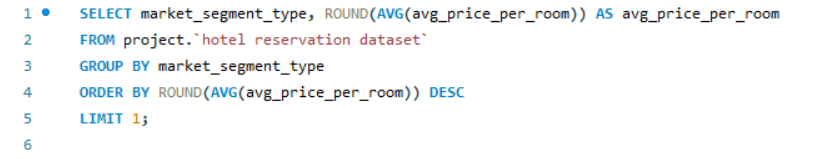 1 SELECT market_segment_type, ROUND(AVG(avg_price_per_room)) AS avg_price_per_room
2 FROM project.`hotel reservation dataset`
3 GROUP BY market_segment_type
4 ORDER BY ROUND(AVG(avg_price_per_room)) DESC
5 LIMIT 1;
6